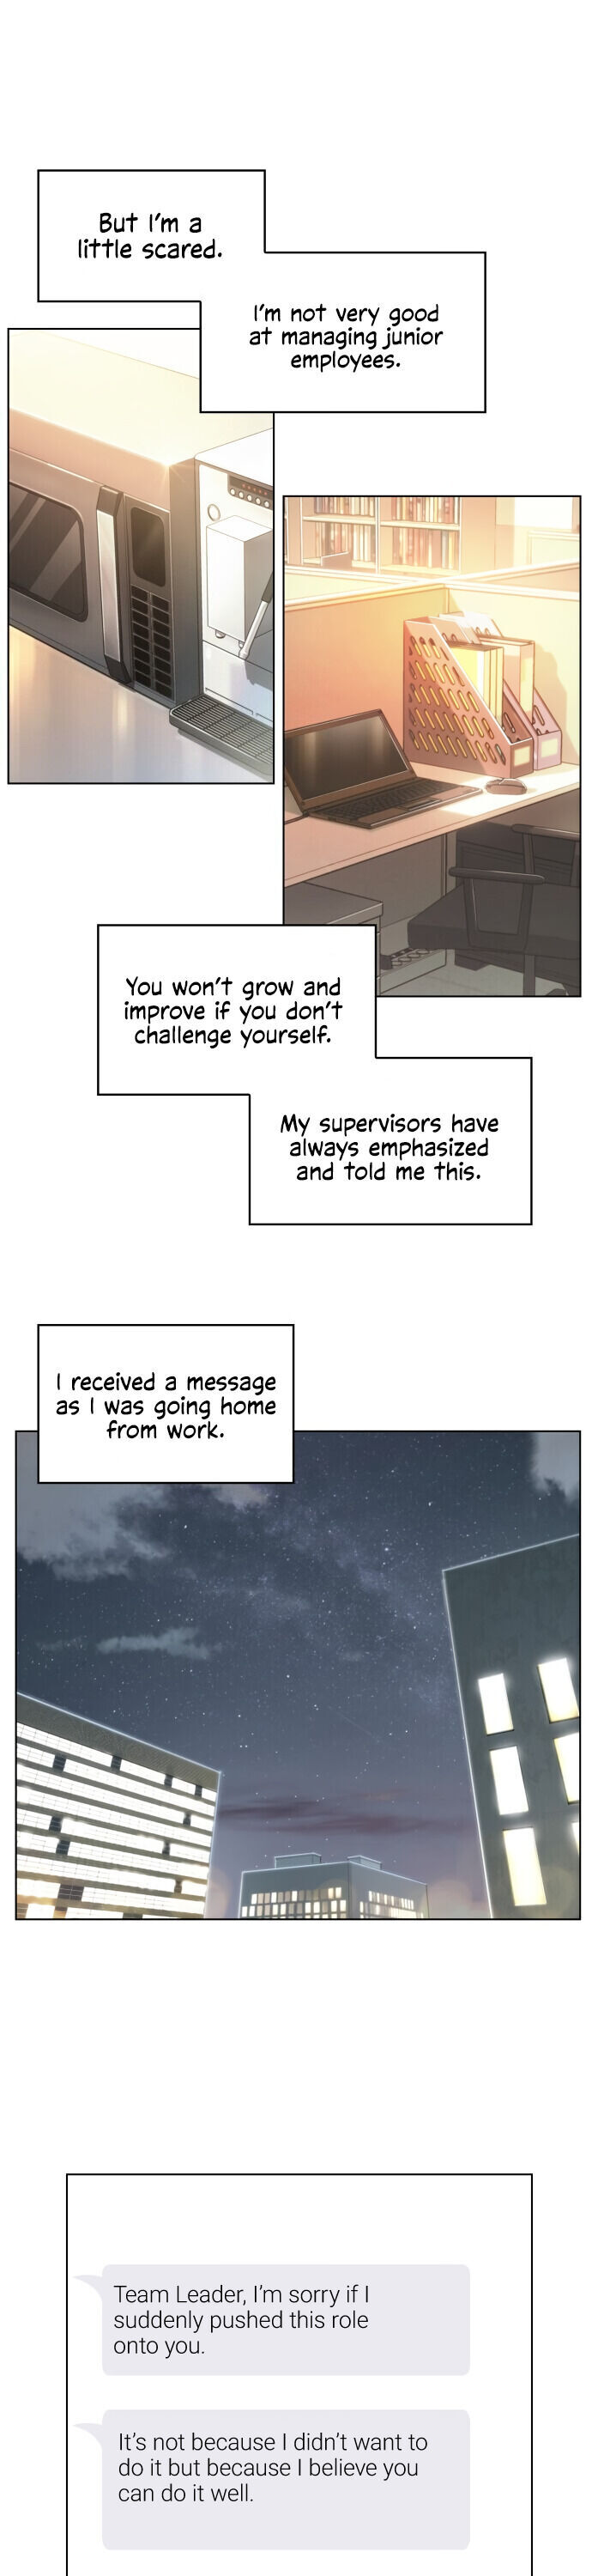 But I'm a
little scared.
I'm not very good
at managing junior
employees.
You won't grow and
improve if you don't
challenge yourself.
My supervisors have
always emphasized
and told me this.
I received a message
as I was going home
from work.
Team Leader, I'm sorry if I
suddenly pushed this role
onto you.
It's not because I didn't want to
do it but because I believe you
can do it well.